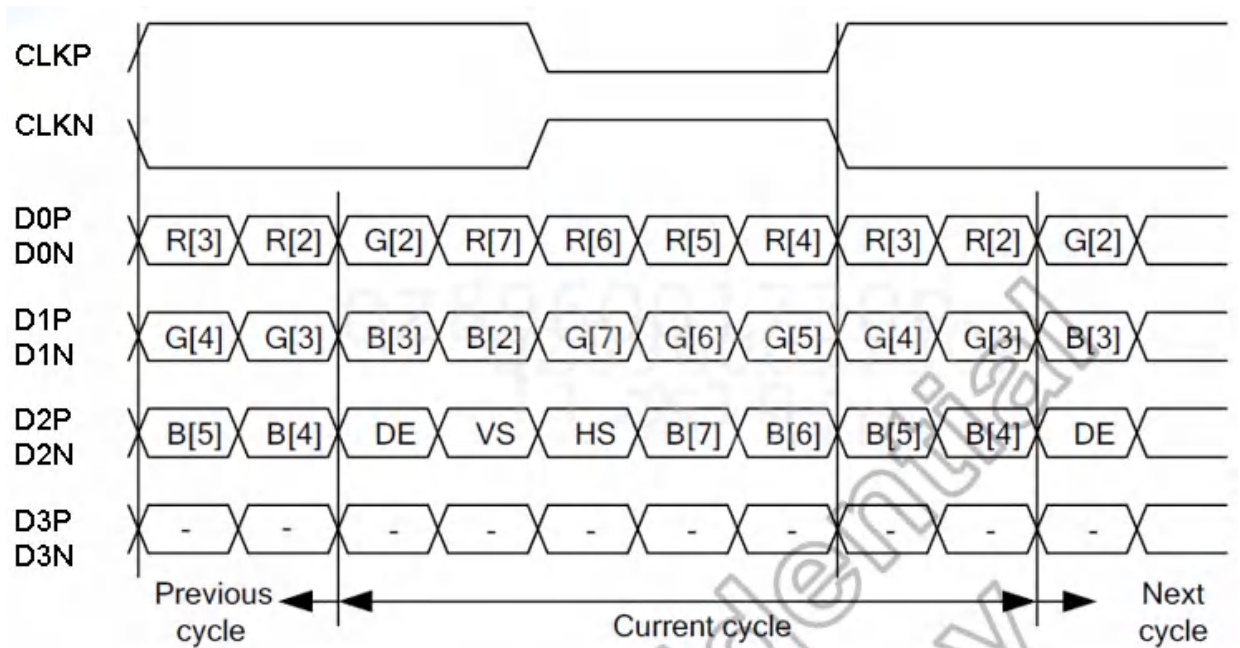 CLKP
CLKN
D0P
D0N
R[3] R[2] G[2] R[7] R[6] R[5] R[4] R[3] R[2] G[2]
D1P
D1N
G[4] G[3] B[3] B[2] G[7] G[6] G[5] G[4] G[3] B[3]
D2P
D2N
B[5] B[4] DE VS HS B[7] B[6] B[5] B[4] DE
D3P
D3N
- - - - - - - - - -
Previous
cycle
Current cycle
Next
cycle